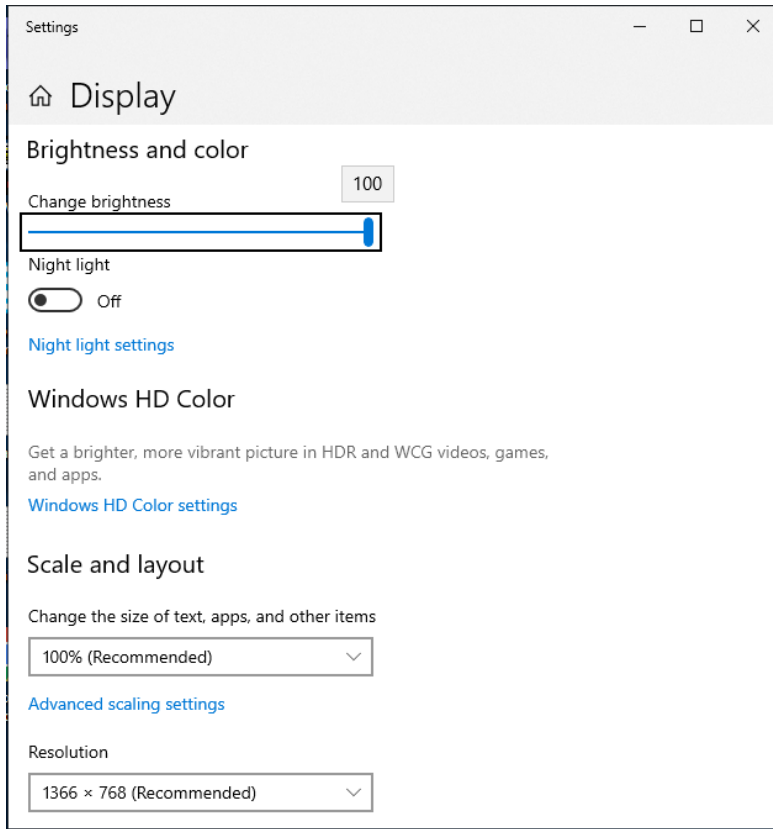 Settings
Display
Brightness and color
100
Change brightness
Night light
Off
Night light settings
Windows HD Color
Get a brighter, more vibrant picture in HDR and WCG videos, games,
and apps.
Windows HD Color settings
Scale and layout
Change the size of text, apps, and other items
100% (Recommended)
Advanced scaling settings
Resolution
1366 × 768 (Recommended)